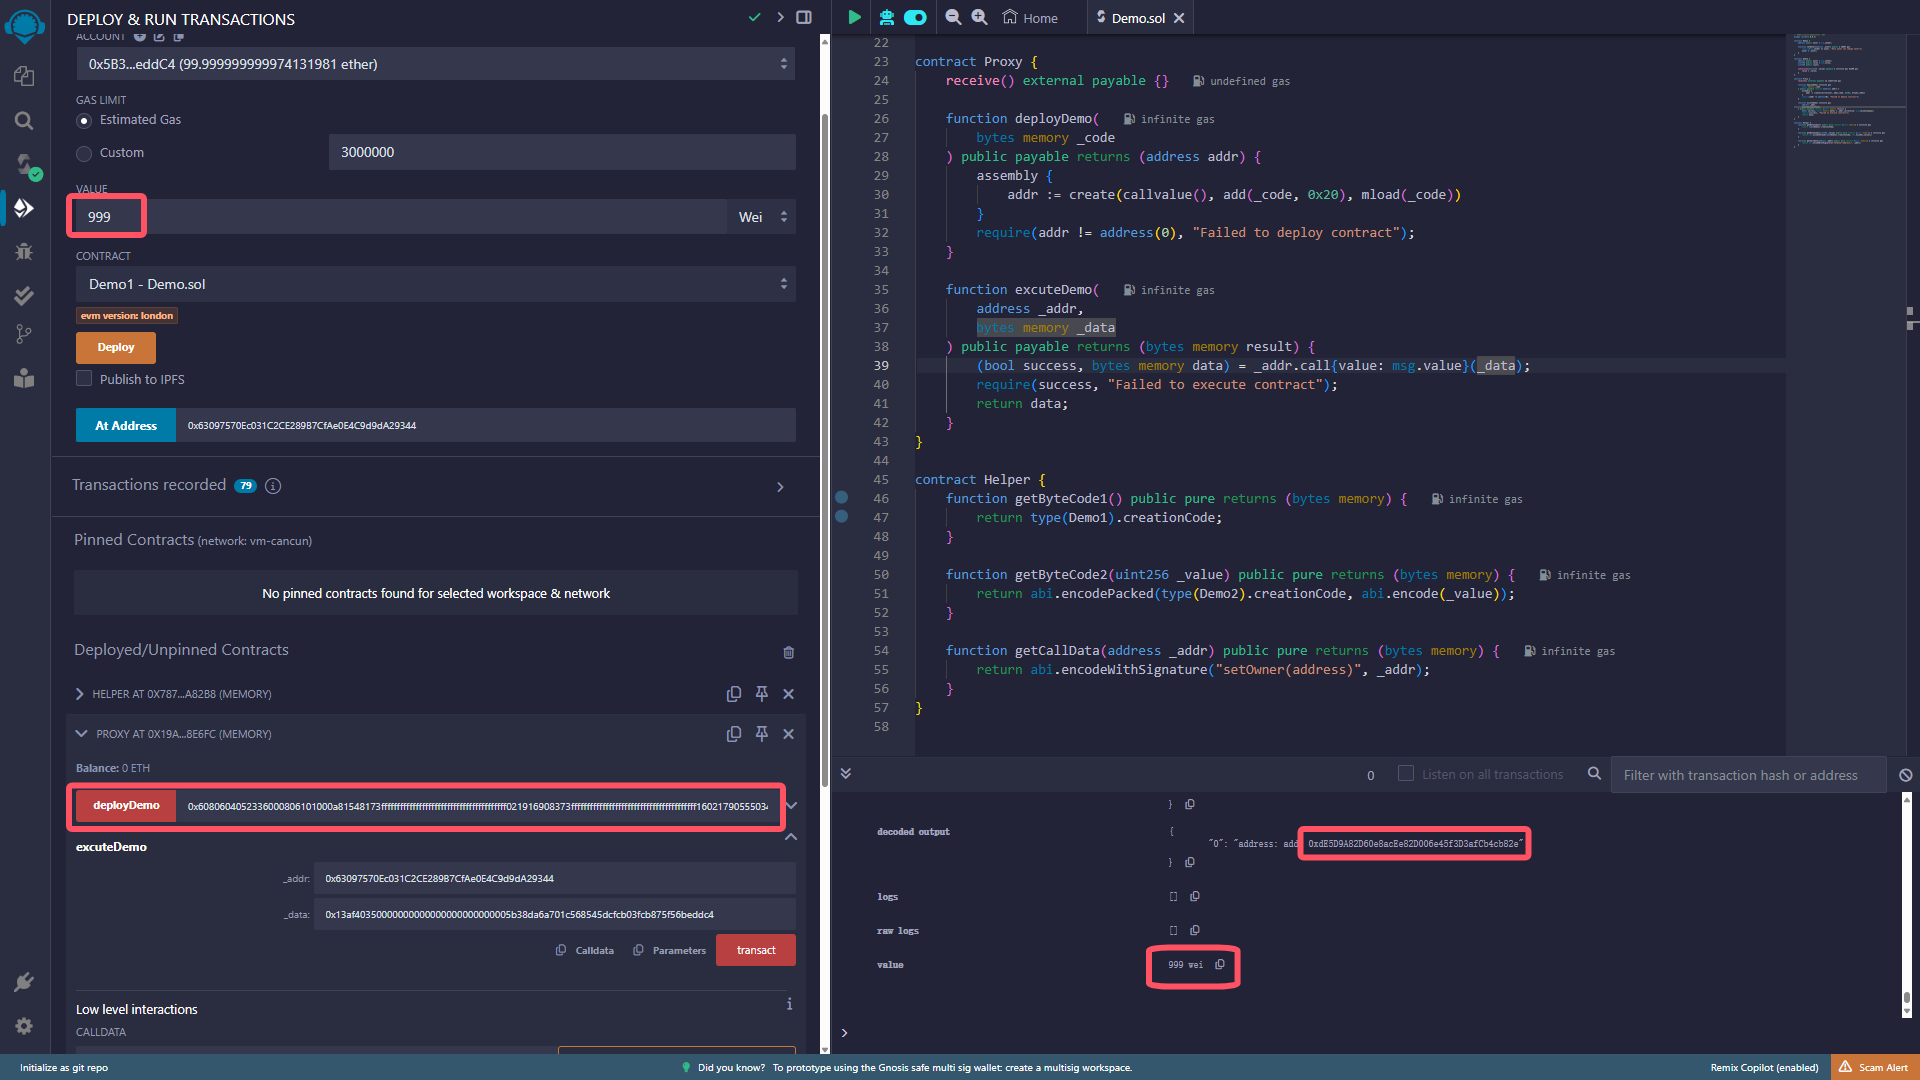 DEPLOY & RUN TRANSACTIONS
ACCOUNT
0x5B3...eddC4 (99.999999999974131981 ether)
GAS LIMIT
Estimated Gas
Custom
3000000
VALUE
999
Wei
CONTRACT
Demo1 - Demo.sol
evm version: london
Deploy
Publish to IPFS
At Address
0x63097570Ec031C2CE289B7CfAe0E4C9d9dA29344
Transactions recorded 79
Pinned Contracts (network: vm-cancun)
No pinned contracts found for selected workspace & network
Deployed/Unpinned Contracts
HELPER AT 0X787...A82B8 (MEMORY)
PROXY AT 0X19A...8E6FC (MEMORY)
Balance: 0 ETH
deployDemo
excuteDemo
_addr:
0x63097570Ec031C2CE289B7CfAe0E4C9d9dA29344
_data:
Calldata
Parameters
transact
Low level interactions
CALLDATA
Home
Demo.sol
22
23 contract Proxy {
24 receive() external payable {} undefined gas
25
26 function deployDemo( infinite gas
27 bytes memory _code
28 ) public payable returns (address addr) {
29 assembly {
30 addr := create(callvalue(), add(_code, 0x20), mload(_code))
31 }
32 require(addr != address(0), "Failed to deploy contract");
33 }
34
35 function excuteDemo( infinite gas
36 address _addr,
37 bytes memory _data
38 ) public payable returns (bytes memory result) {
39 (bool success, bytes memory data) = _addr.call{value: msg.value}(_data);
40 require(success, "Failed to execute contract");
41 return data;
42 }
43 }
44
45 contract Helper {
46 function getByteCode1() public pure returns (bytes memory) { infinite gas
47 return type(Demo1).creationCode;
48 }
49
50 function getByteCode2(uint256 _value) public pure returns (bytes memory) { infinite gas
51 return abi.encodePacked(type(Demo2).creationCode, abi.encode(_value));
52 }
53
54 function getCallData(address _addr) public pure returns (bytes memory) { infinite gas
55 return abi.encodeWithSignature("setOwner(address)", _addr);
56 }
57 }
58
0
Listen on all transactions
Filter with transaction hash or address
}
decoded output
{
"0": "address: add 0xdE5D9A82D60e8acEe82D006e45f3D3afCb4cb82e"
}
logs
[]
raw logs
[]
value
999 wei
>
Initialize as git repo
Did you know? To prototype using the Gnosis safe multi sig wallet: create a multisig workspace.
Remix Copilot (enabled)
Scam Alert